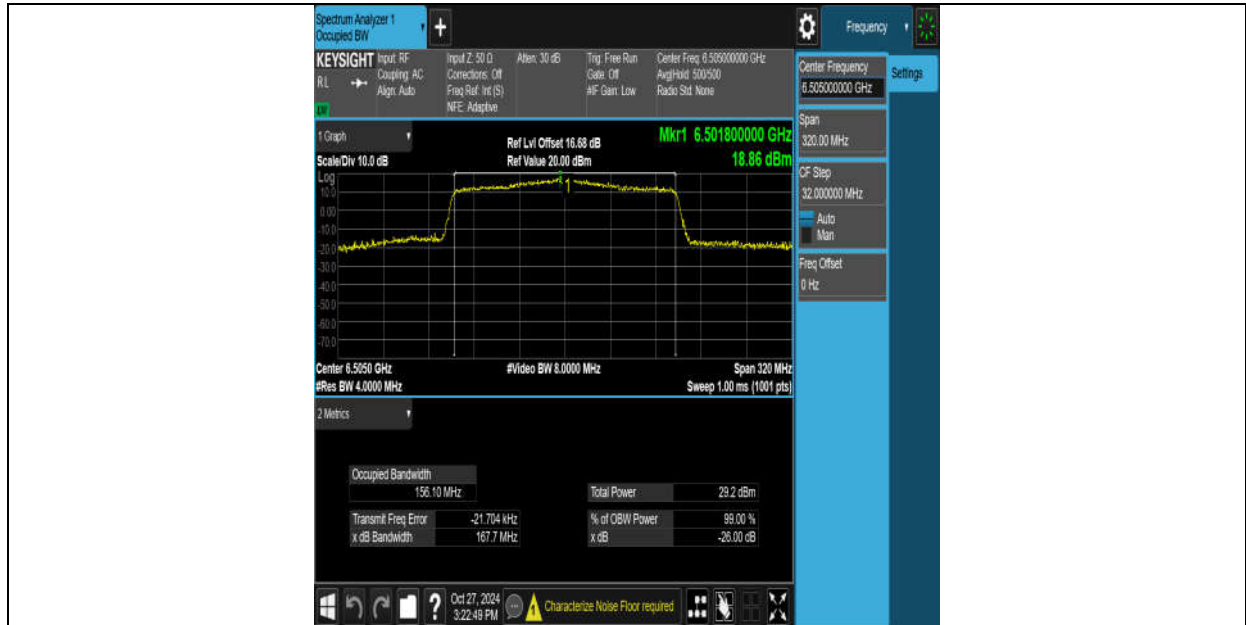 Spectrum Analyzer 1
Occupied BW
+
Frequency
KEYSIGHT
R L
Input: RF
Coupling: AC
Align: Auto
Input Z: 50 Ω
Corrections: Off
Freq Ref: Int (S)
NFE: Adaptive
Atten: 30 dB
Trig: Free Run
Gate: Off
#IF Gain: Low
Center Freq: 6.505000000 GHz
Avg|Hold: 500/500
Radio Std: None
Center Frequency
6.505000000 GHz
Settings
Span
320.00 MHz
CF Step
32.000000 MHz
Auto
Man
Freq Offset
0 Hz
1 Graph
Scale/Div 10.0 dB
Ref Lvl Offset 16.68 dB
Ref Value 20.00 dBm
Mkr1 6.501800000 GHz
18.86 dBm
Log
10.0
0.00
-10.0
-20.0
-30.0
-40.0
-50.0
-60.0
-70.0
1
Center 6.5050 GHz
#Res BW 4.0000 MHz
#Video BW 8.0000 MHz
Span 320 MHz
Sweep 1.00 ms (1001 pts)
2 Metrics
Occupied Bandwidth
156.10 MHz
Total Power 29.2 dBm
Transmit Freq Error -21.704 kHz
% of OBW Power 99.00 %
x dB Bandwidth 167.7 MHz
x dB -26.00 dB
?
Oct 27, 2024
3:22:49 PM
Characterize Noise Floor required